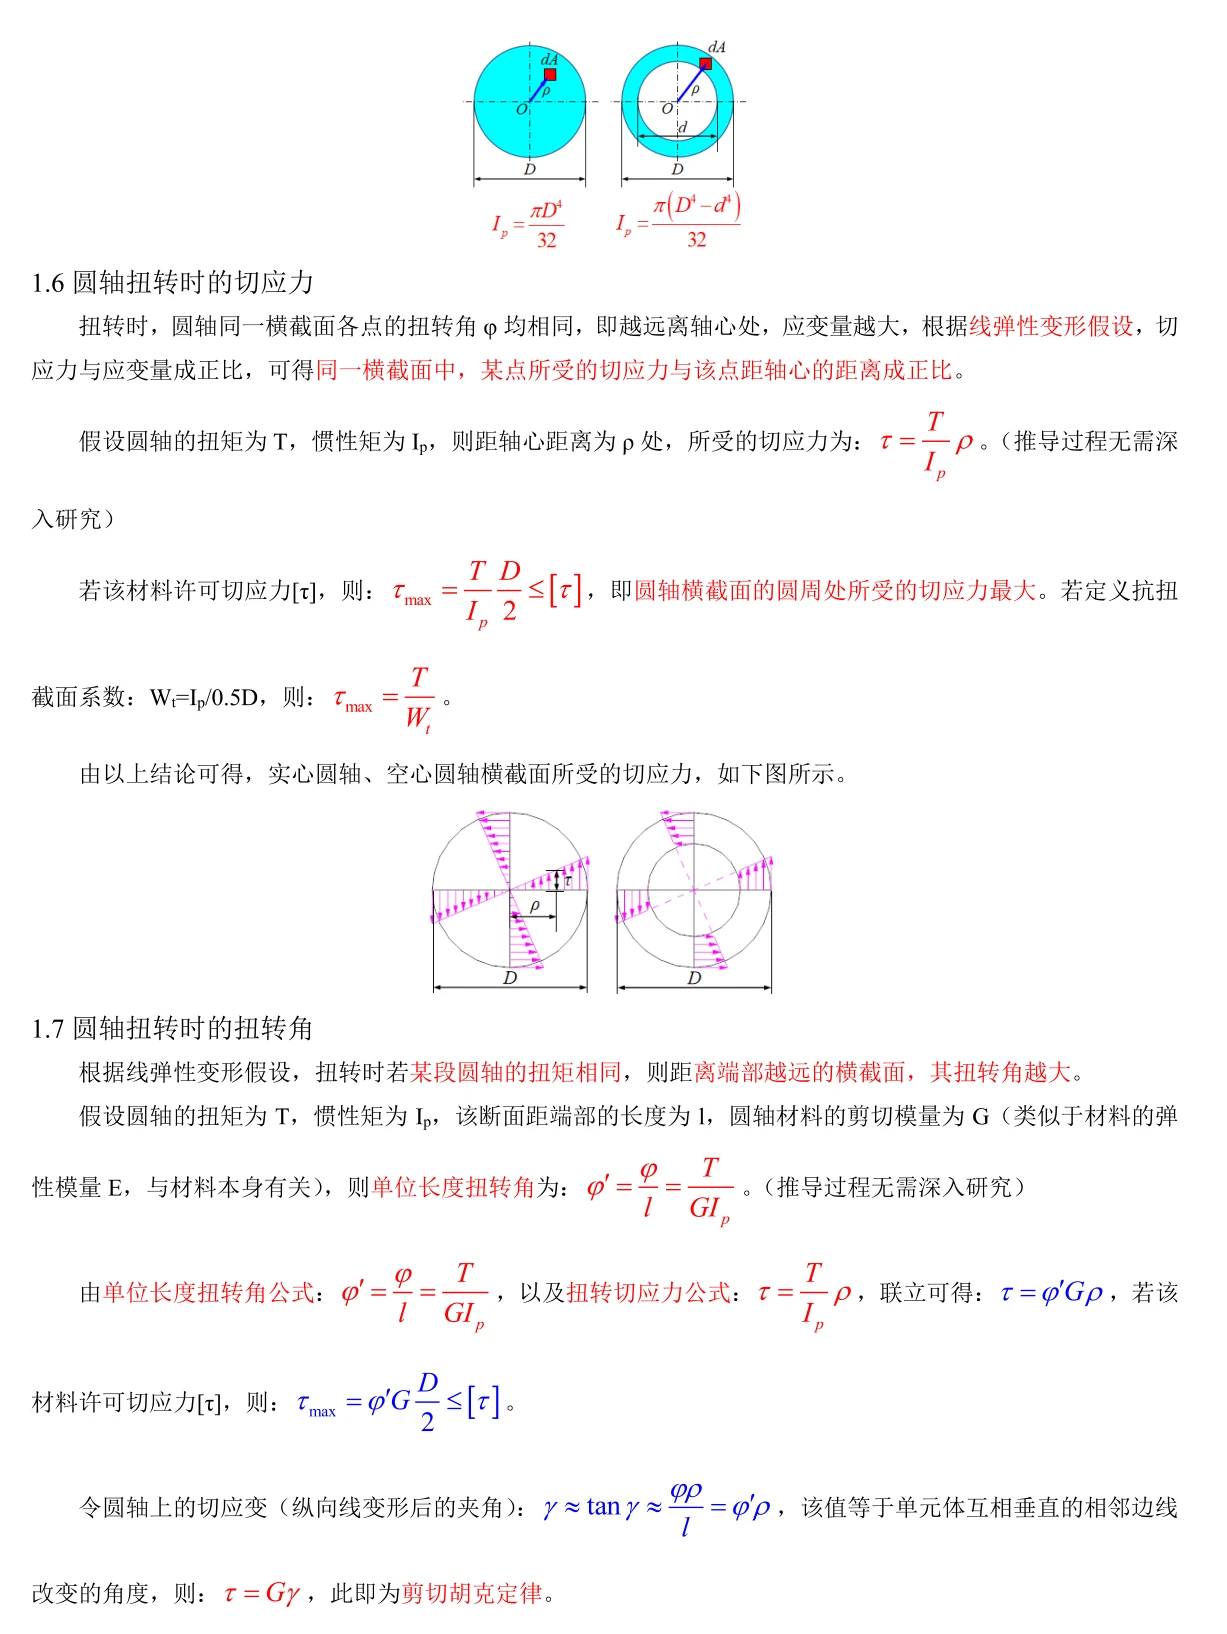 dA ρ O D
dA ρ O d D
I_p = πD⁴/32
I_p = π(D⁴−d⁴)/32
1.6 圆轴扭转时的切应力
扭转时，圆轴同一横截面各点的扭转角 φ 均相同，即越远离轴心处，应变量越大，根据线弹性变形假设，切
应力与应变量成正比，可得同一横截面中，某点所受的切应力与该点距轴心的距离成正比。
假设圆轴的扭矩为 T，惯性矩为 I_p，则距轴心距离为 ρ 处，所受的切应力为：τ = T/I_p ρ。（推导过程无需深
入研究）
若该材料许可切应力[τ]，则：τ_max = T/I_p D/2 ≤ [τ]，即圆轴横截面的圆周处所受的切应力最大。若定义抗扭
截面系数：W_t=I_p/0.5D，则：τ_max = T/W_t。
由以上结论可得，实心圆轴、空心圆轴横截面所受的切应力，如下图所示。
τ ρ D
D
1.7 圆轴扭转时的扭转角
根据线弹性变形假设，扭转时若某段圆轴的扭矩相同，则距离端部越远的横截面，其扭转角越大。
假设圆轴的扭矩为 T，惯性矩为 I_p，该断面距端部的长度为 l，圆轴材料的剪切模量为 G（类似于材料的弹
性模量 E，与材料本身有关），则单位长度扭转角为：φ′ = φ/l = T/GI_p。（推导过程无需深入研究）
由单位长度扭转角公式：φ′ = φ/l = T/GI_p，以及扭转切应力公式：τ = T/I_p ρ，联立可得：τ = φ′Gρ，若该
材料许可切应力[τ]，则：τ_max = φ′G D/2 ≤ [τ]。
令圆轴上的切应变（纵向线变形后的夹角）：γ ≈ tan γ ≈ φρ/l = φ′ρ，该值等于单元体互相垂直的相邻边线
改变的角度，则：τ = Gγ，此即为剪切胡克定律。